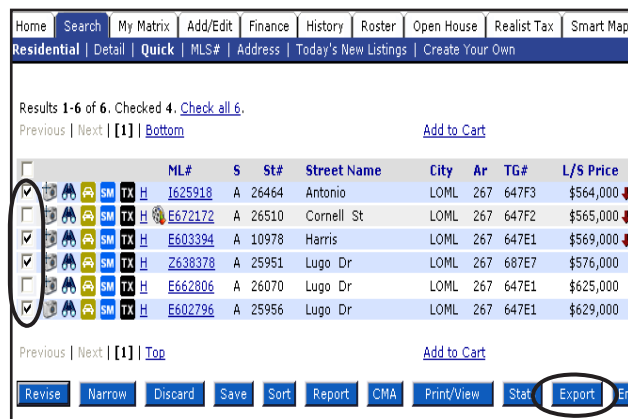 Home Search My Matrix Add/Edit Finance History Roster Open House Realist Tax Smart Map
Residential | Detail | Quick | MLS# | Address | Today's New Listings | Create Your Own
Results 1-6 of 6. Checked 4. Check all 6.
Previous | Next | [1] | Bottom Add to Cart
ML# S St# Street Name City Ar TG# L/S Price
SM TX H I625918 A 26464 Antonio LOML 267 647F3 $564,000
SM TX H E672172 A 26510 Cornell St LOML 267 647F2 $565,000
SM TX H E603394 A 10978 Harris LOML 267 647E1 $569,000
SM TX H Z638378 A 25951 Lugo Dr LOML 267 687E7 $576,000
SM TX H E662806 A 26070 Lugo Dr LOML 267 647E1 $625,000
SM TX H E602796 A 25956 Lugo Dr LOML 267 647E1 $629,000
Previous | Next | [1] | Top Add to Cart
Revise Narrow Discard Save Sort Report CMA Print/View Stat Export